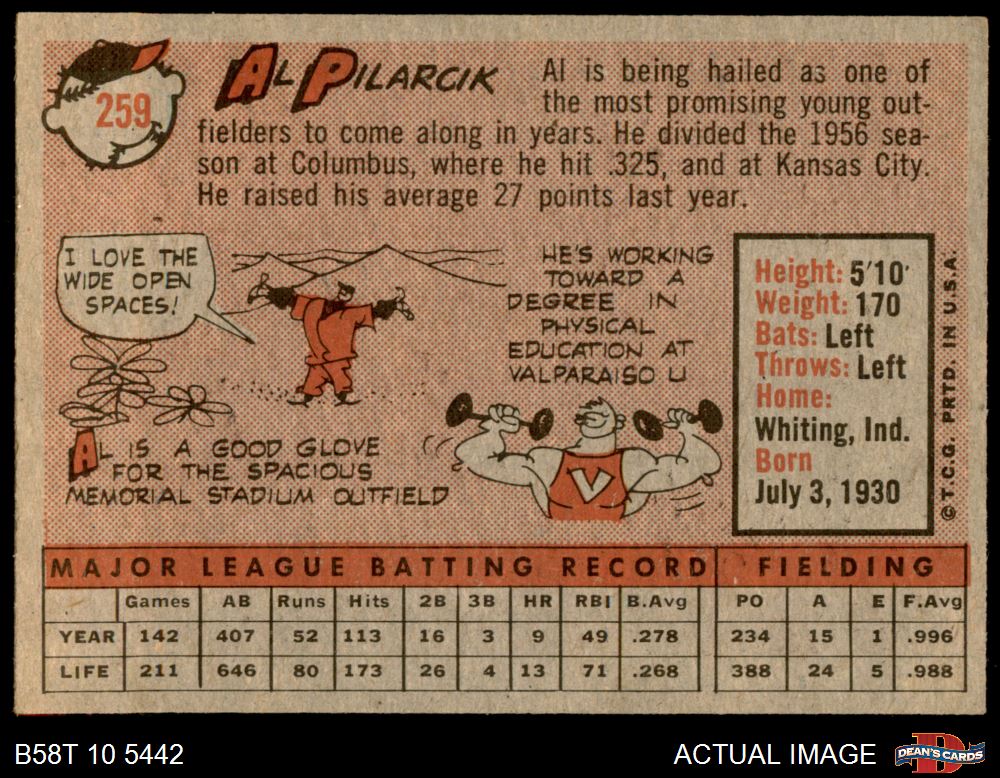 259
AL PILARCIK
Al is being hailed as one of
the most promising young out-
fielders to come along in years. He divided the 1956 sea-
son at Columbus, where he hit .325, and at Kansas City.
He raised his average 27 points last year.
I LOVE THE
WIDE OPEN
SPACES!
HE'S WORKING
TOWARD A
DEGREE IN
PHYSICAL
EDUCATION AT
VALPARAISO U
V
AL IS A GOOD GLOVE
FOR THE SPACIOUS
MEMORIAL STADIUM OUTFIELD
Height: 5'10"
Weight: 170
Bats: Left
Throws: Left
Home:
Whiting, Ind.
Born
July 3, 1930
©T.C.G. PRTD. IN U.S.A.
MAJOR LEAGUE BATTING RECORD FIELDING
Games AB Runs Hits 2B 3B HR RBI B.Avg PO A E F.Avg
YEAR 142 407 52 113 16 3 9 49 .278 234 15 1 .996
LIFE 211 646 80 173 26 4 13 71 .268 388 24 5 .988
B58T 10 5442 ACTUAL IMAGE DEAN'S CARDS